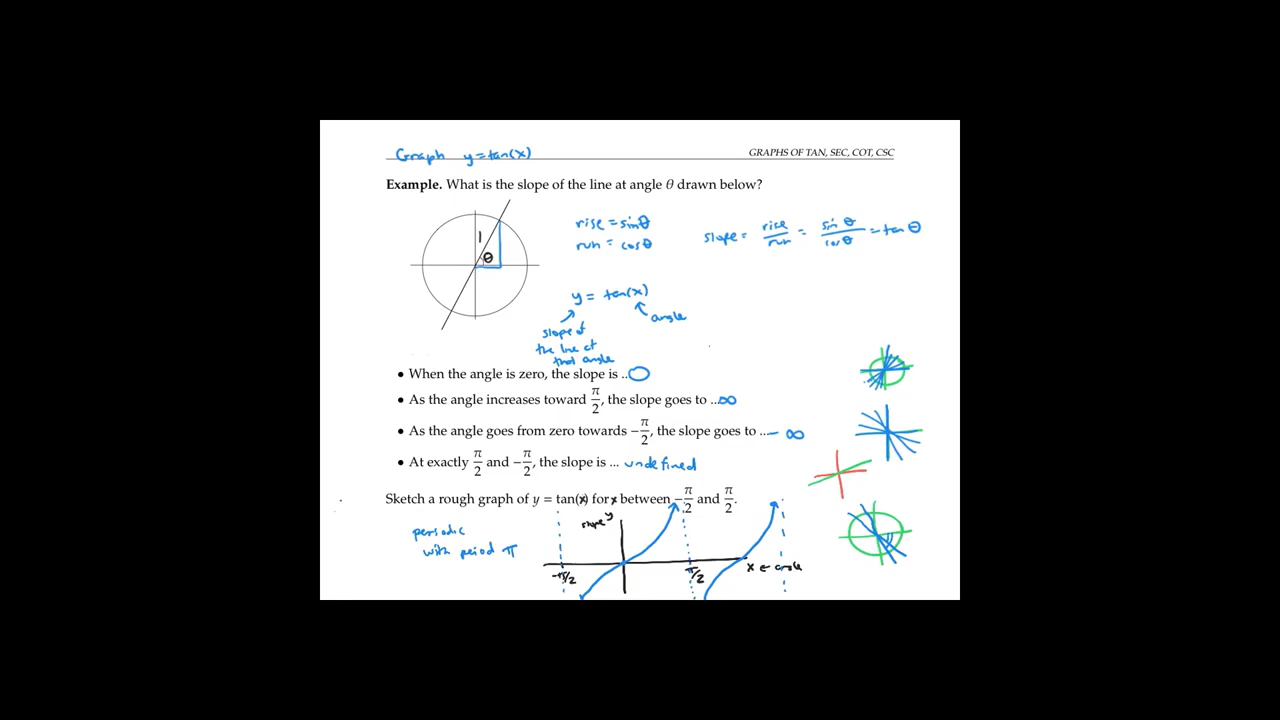 Graph y=tan(x)
GRAPHS OF TAN, SEC, COT, CSC
Example. What is the slope of the line at angle θ drawn below?
1
θ
rise = sinθ
run = cosθ
slope = rise/run = sin θ/cos θ = tan θ
y = tan(x)
angle
slope of
the line at
that angle
• When the angle is zero, the slope is ..0
• As the angle increases toward π/2, the slope goes to ...∞
• As the angle goes from zero towards −π/2, the slope goes to ...- ∞
• At exactly π/2 and −π/2, the slope is ... undefined
Sketch a rough graph of y = tan(x) for x between −π/2 and π/2.
periodic
with period π
slope y
-π/2
π/2
x ← angle